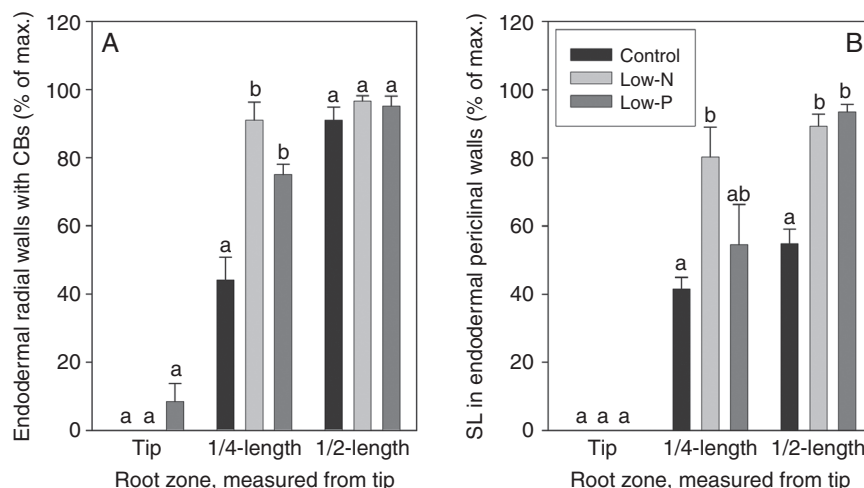 A
Endodermal radial walls with CBs (% of max.)
120
100
80
60
40
20
0
a a a
a b b
a a a
Tip 1/4-length 1/2-length
Root zone, measured from tip
B
SL in endodermal periclinal walls (% of max.)
120
100
80
60
40
20
0
Control
Low-N
Low-P
a a a
a b ab
a b b
Tip 1/4-length 1/2-length
Root zone, measured from tip